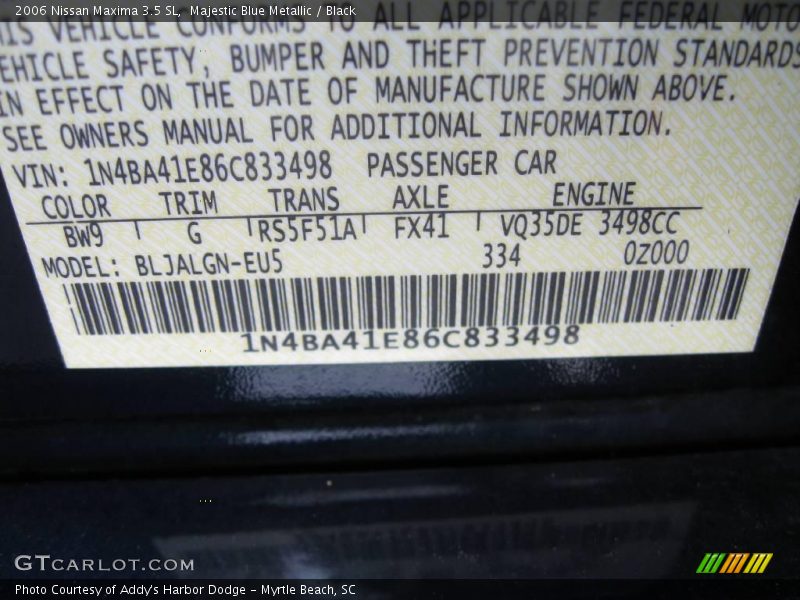 2006 Nissan Maxima 3.5 SL, Majestic Blue Metallic / Black
VEHICLE CONFORMS TO ALL APPLICABLE FEDERAL
SAFETY, BUMPER AND THEFT PREVENTION STANDARDS
IN EFFECT ON THE DATE OF MANUFACTURE SHOWN ABOVE.
SEE OWNERS MANUAL FOR ADDITIONAL INFORMATION.
VIN: 1N4BA41E86C833498 PASSENGER CAR
COLOR TRIM TRANS AXLE ENGINE
BW9 G RS5F51A FX41 VQ35DE 3498CC
MODEL: BLJALGN-EU5 334 0Z000
1N4BA41E86C833498
GTCARLOT.COM
Photo Courtesy of Addy's Harbor Dodge - Myrtle Beach, SC